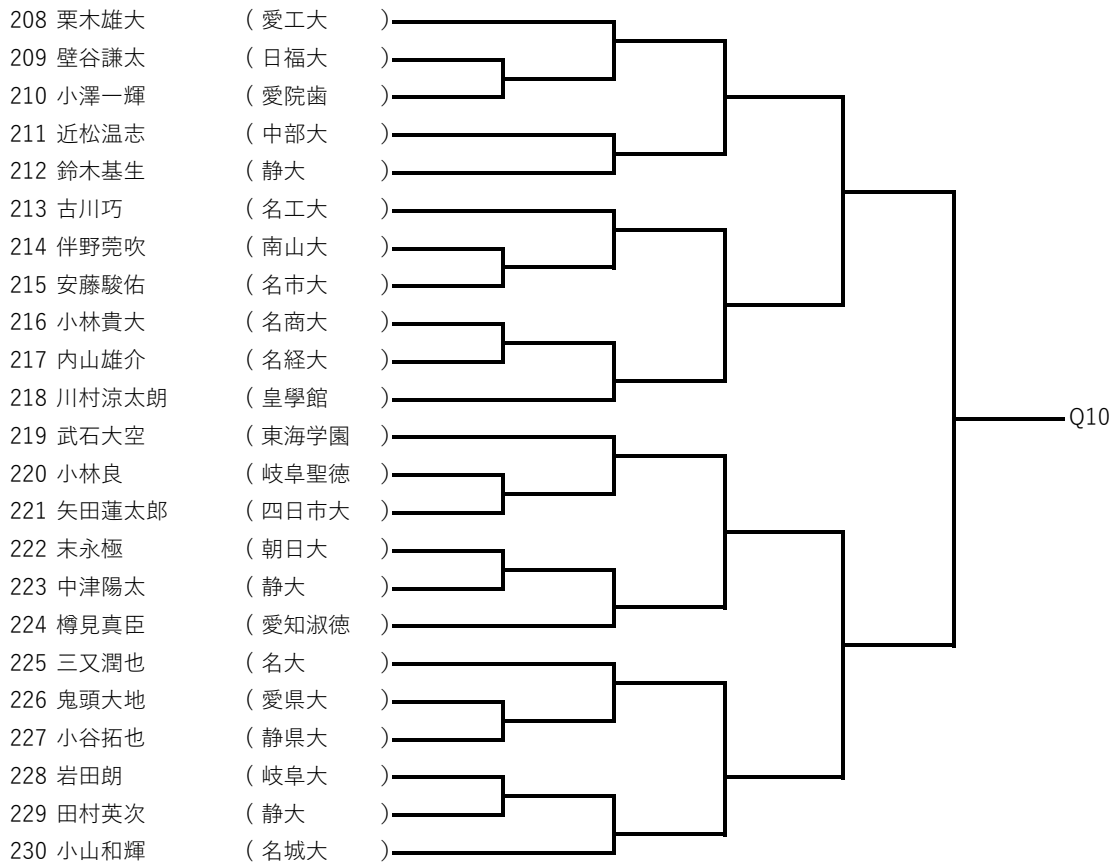 208 栗木雄大 ( 愛工大 )
209 壁谷謙太 ( 日福大 )
210 小澤一輝 ( 愛院歯 )
211 近松温志 ( 中部大 )
212 鈴木基生 ( 静大 )
213 古川巧 ( 名工大 )
214 伴野莞吹 ( 南山大 )
215 安藤駿佑 ( 名市大 )
216 小林貴大 ( 名商大 )
217 内山雄介 ( 名経大 )
218 川村涼太朗 ( 皇學館 )
219 武石大空 ( 東海学園 )
220 小林良 ( 岐阜聖徳 )
221 矢田蓮太郎 ( 四日市大 )
222 末永極 ( 朝日大 )
223 中津陽太 ( 静大 )
224 樽見真臣 ( 愛知淑徳 )
225 三又潤也 ( 名大 )
226 鬼頭大地 ( 愛県大 )
227 小谷拓也 ( 静県大 )
228 岩田朗 ( 岐阜大 )
229 田村英次 ( 静大 )
230 小山和輝 ( 名城大 )
Q10